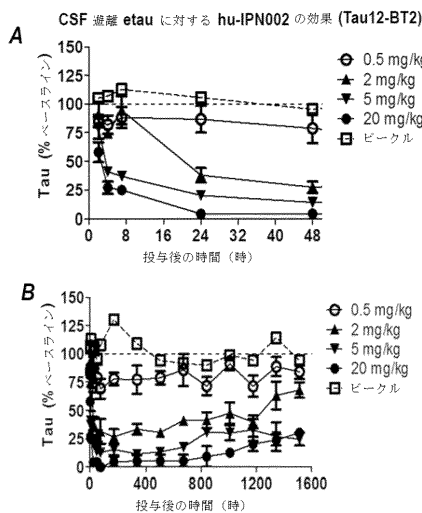 CSF 遊離 etau に対する hu-IPN002 の効果 (Tau12-BT2)
A
Tau (% ベースライン)
150
125
100
75
50
25
0
0 8 16 24 32 40 48
投与後の時間 (時)
0.5 mg/kg
2 mg/kg
5 mg/kg
20 mg/kg
ビークル
B
Tau (% ベースライン)
150
125
100
75
50
25
0
0 400 800 1200 1600
投与後の時間 (時)
0.5 mg/kg
2 mg/kg
5 mg/kg
20 mg/kg
ビークル